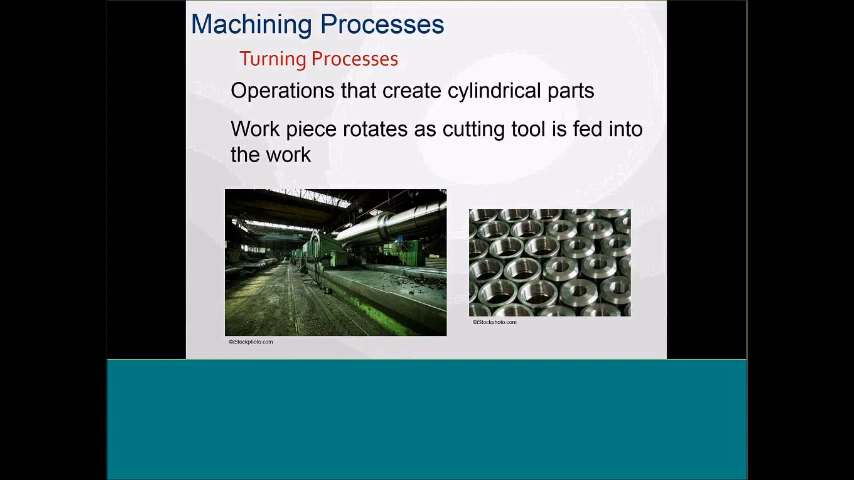 Machining Processes
Turning Processes
Operations that create cylindrical parts
Work piece rotates as cutting tool is fed into
the work
©iStockphoto.com
©iStockphoto.com